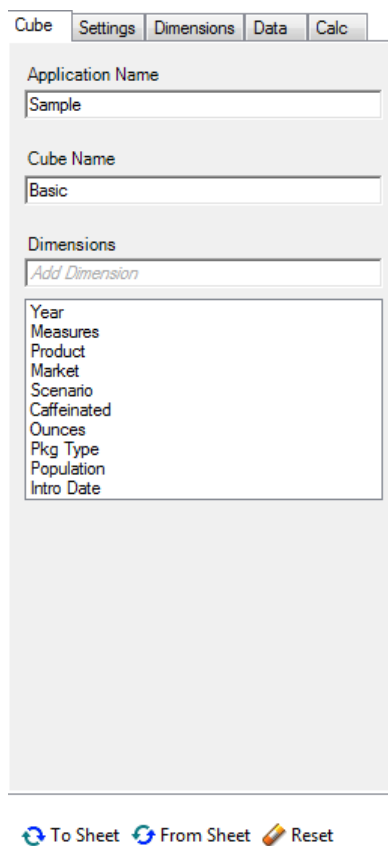 Cube Settings Dimensions Data Calc
Application Name
Sample
Cube Name
Basic
Dimensions
Add Dimension
Year
Measures
Product
Market
Scenario
Caffeinated
Ounces
Pkg Type
Population
Intro Date
To Sheet From Sheet Reset